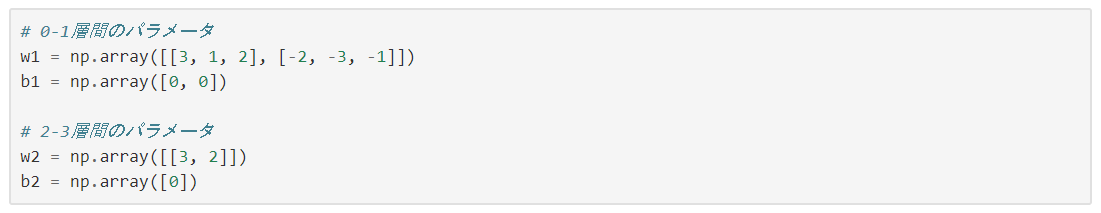 # 0-1層間のパラメータ
w1 = np.array([[3, 1, 2], [-2, -3, -1]])
b1 = np.array([0, 0])
# 2-3層間のパラメータ
w2 = np.array([[3, 2]])
b2 = np.array([0])